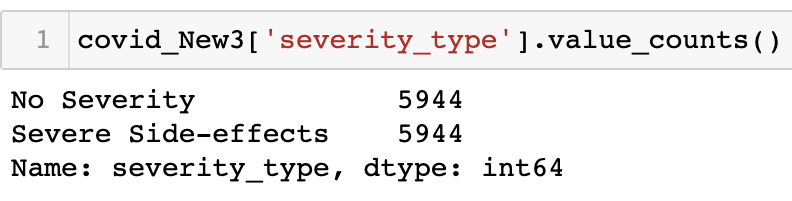 1 covid_New3['severity_type'].value_counts()
No Severity 5944
Severe Side-effects 5944
Name: severity_type, dtype: int64